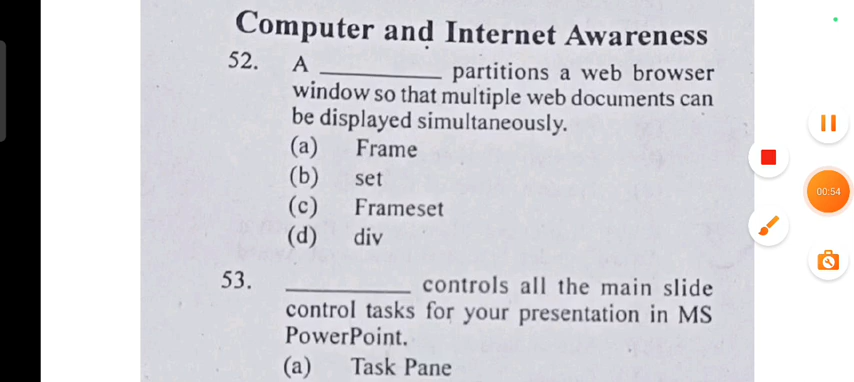 Computer and Internet Awareness
52. A __________ partitions a web browser
window so that multiple web documents can
be displayed simultaneously.
(a) Frame
(b) set
(c) Frameset
(d) div
53. __________ controls all the main slide
control tasks for your presentation in MS
PowerPoint.
(a) Task Pane
00:54